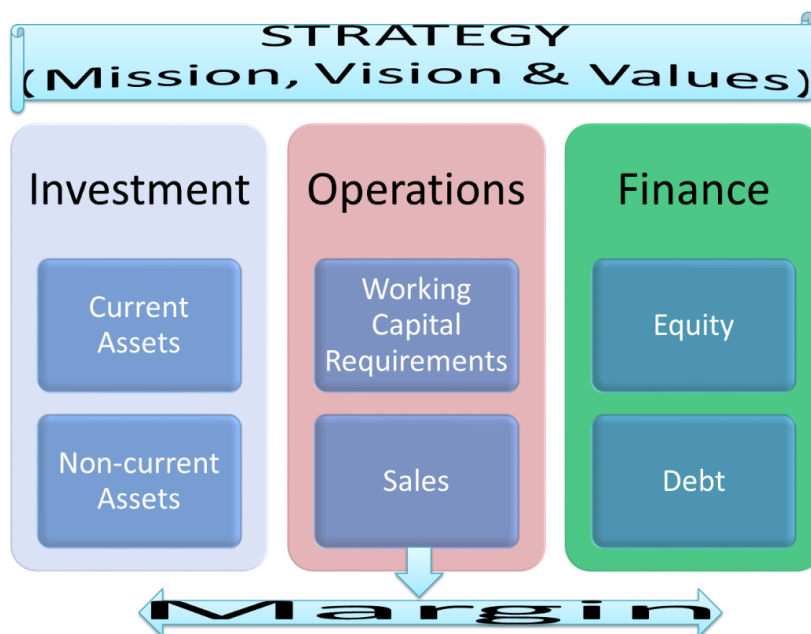 STRATEGY
(Mission, Vision & Values)
Investment
Current
Assets
Non-current
Assets
Operations
Working
Capital
Requirements
Sales
Finance
Equity
Debt
Margin